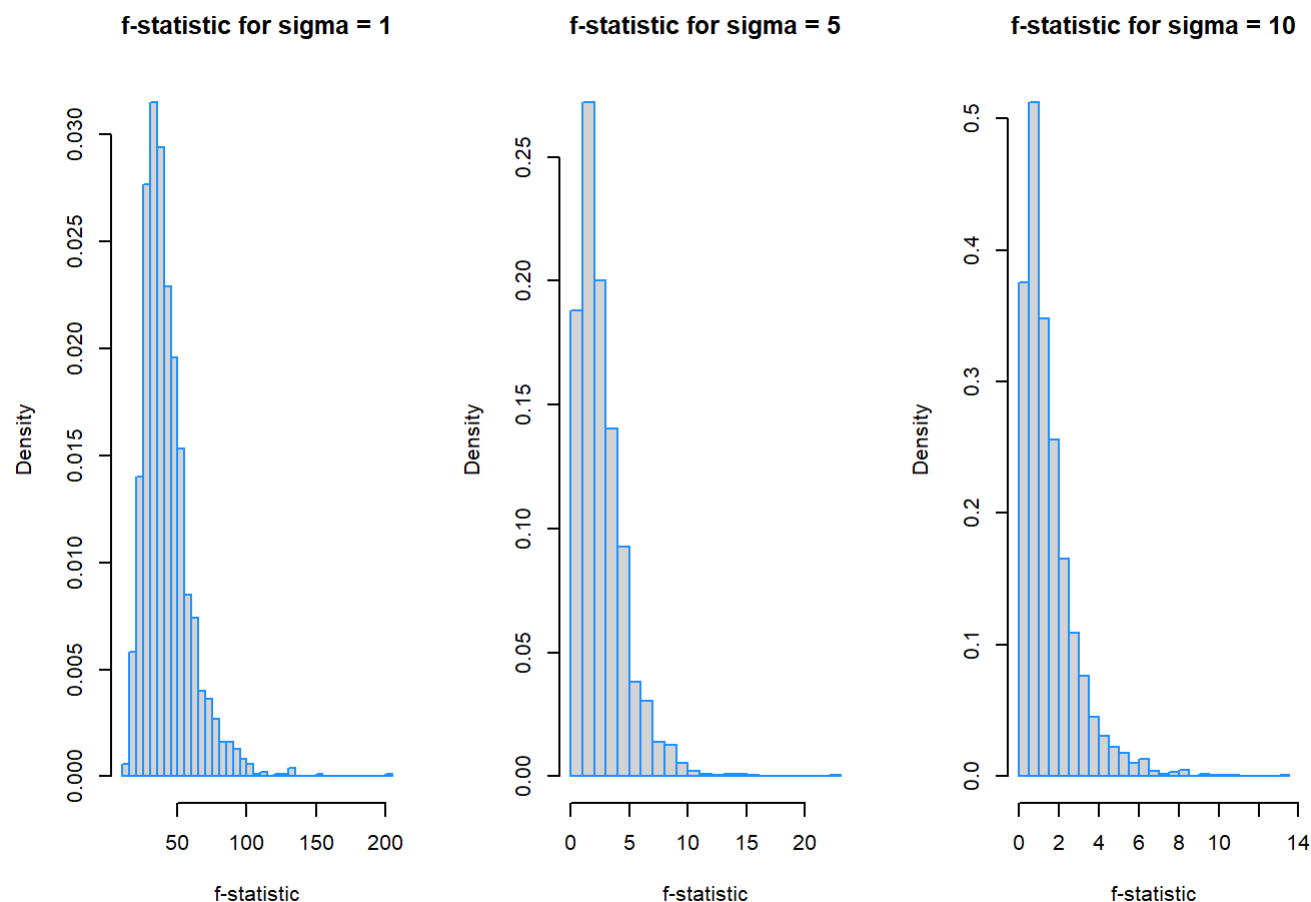 f-statistic for sigma = 1
Density
0.000 0.005 0.010 0.015 0.020 0.025 0.030
50 100 150 200
f-statistic
f-statistic for sigma = 5
Density
0.00 0.05 0.10 0.15 0.20 0.25
0 5 10 15 20
f-statistic
f-statistic for sigma = 10
Density
0.0 0.1 0.2 0.3 0.4 0.5
0 2 4 6 8 10 14
f-statistic